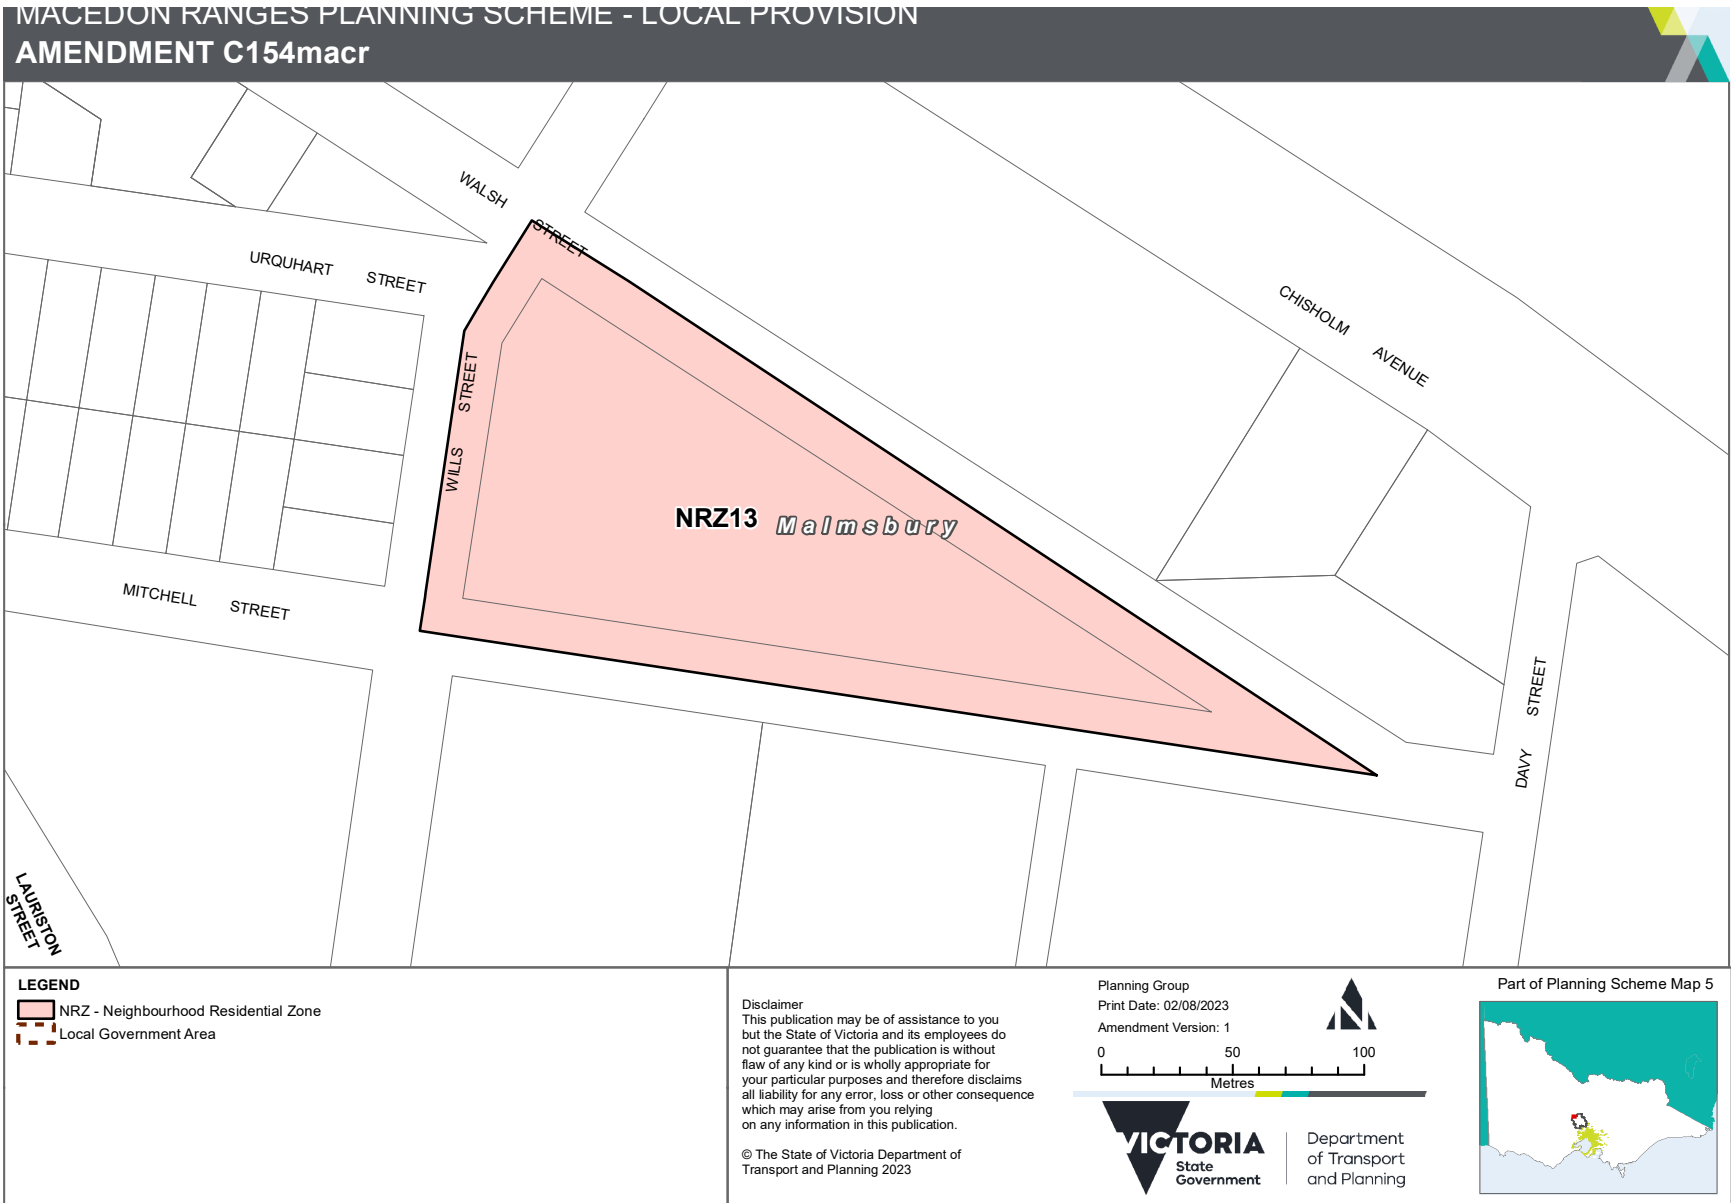 MACEDON RANGES PLANNING SCHEME - LOCAL PROVISION
AMENDMENT C154macr
WALSH STREET
URQUHART STREET
CHISHOLM AVENUE
WILLS STREET
NRZ13
Malmsbury
MITCHELL STREET
DAVY STREET
LAURISTON
STREET
LEGEND
NRZ - Neighbourhood Residential Zone
Local Government Area
Disclaimer
This publication may be of assistance to you
but the State of Victoria and its employees do
not guarantee that the publication is without
flaw of any kind or is wholly appropriate for
your particular purposes and therefore disclaims
all liability for any error, loss or other consequence
which may arise from you relying
on any information in this publication.
© The State of Victoria Department of
Transport and Planning 2023
Planning Group
Print Date: 02/08/2023
Amendment Version: 1
0 50 100
Metres
VICTORIA
State
Government
Department
of Transport
and Planning
Part of Planning Scheme Map 5